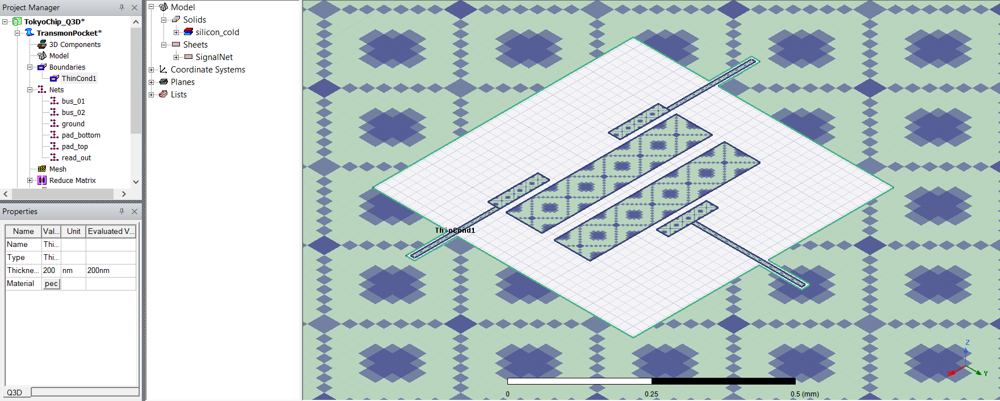 Project Manager
TokyoChip_Q3D*
TransmonPocket*
3D Components
Model
Boundaries
ThinCond1
Nets
bus_01
bus_02
ground
pad_bottom
pad_top
read_out
Mesh
Reduce Matrix
Properties
Name Val... Unit Evaluated V...
Name Thi...
Type Thi...
Thickne... 200 nm 200nm
Material pec
Q3D
Model
Solids
silicon_cold
Sheets
SignalNet
Coordinate Systems
Planes
Lists
ThinCond1
0 0.25 0.5 (mm)
Z
X Y